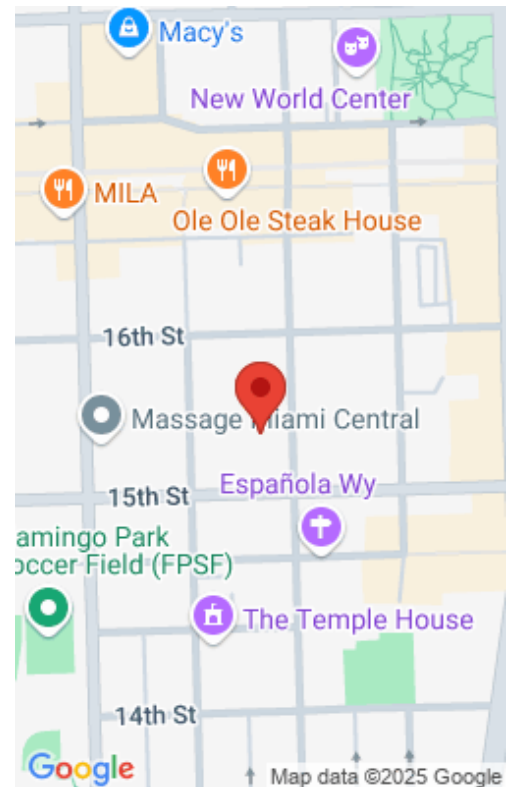 Macy's
New World Center
MILA
Ole Ole Steak House
16th St
Massage Miami Central
15th St
Española Wy
amingo Park
occer Field (FPSF)
The Temple House
14th St
Google
Map data ©2025 Google